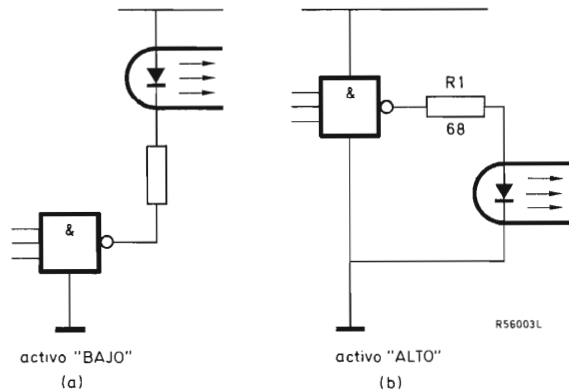 &
R1
68
&
R56003L
activo "BAJO"
(a)
activo "ALTO"
(b)